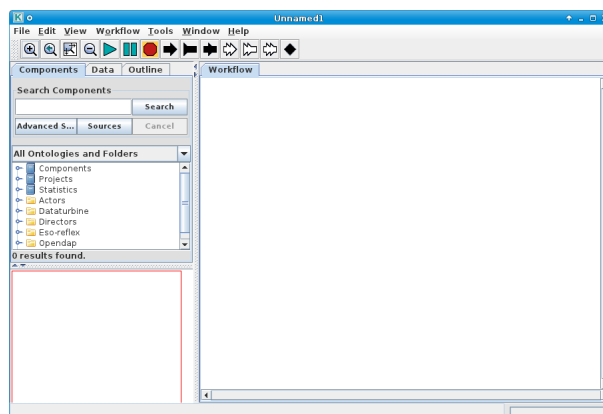 Unnamed1
File Edit View Workflow Tools Window Help
Components Data Outline
Workflow
Search Components
Search
Advanced S... Sources Cancel
All Ontologies and Folders
Components
Projects
Statistics
Actors
Dataturbine
Directors
Eso-reflex
Opendap
0 results found.